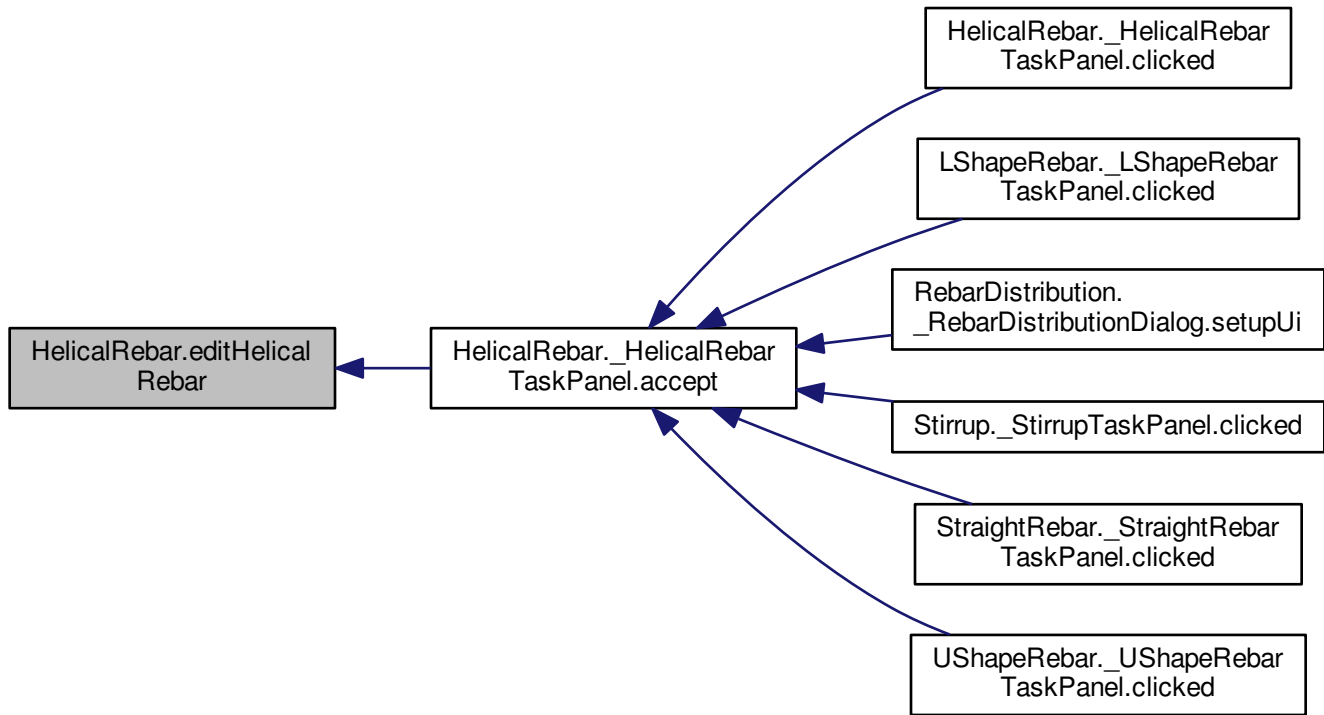 HelicalRebar.editHelical
Rebar
HelicalRebar._HelicalRebar
TaskPanel.accept
HelicalRebar._HelicalRebar
TaskPanel.clicked
LShapeRebar._LShapeRebar
TaskPanel.clicked
RebarDistribution.
_RebarDistributionDialog.setupUi
Stirrup._StirrupTaskPanel.clicked
StraightRebar._StraightRebar
TaskPanel.clicked
UShapeRebar._UShapeRebar
TaskPanel.clicked